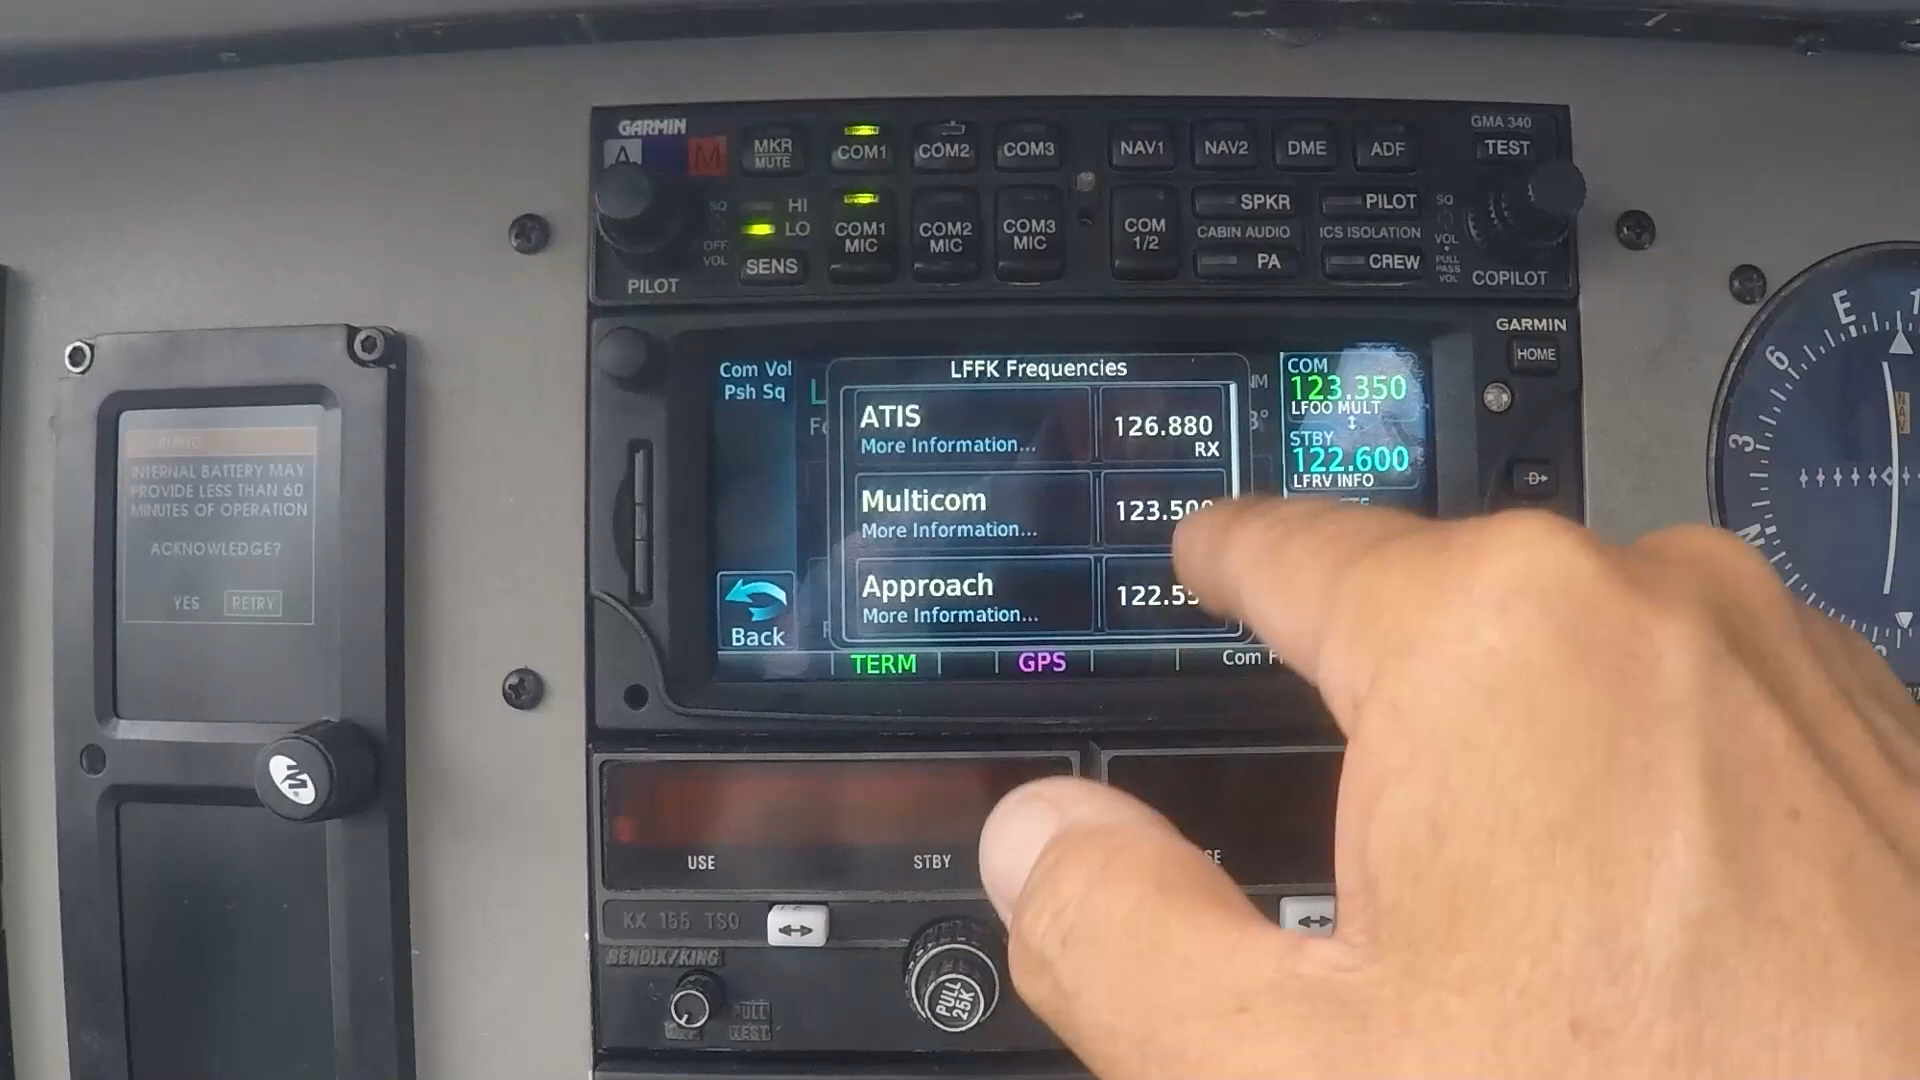 GARMIN
GMA 340
A
M
MKR
MUTE
COM1
COM2
COM3
NAV1
NAV2
DME
ADF
TEST
SQ
OFF
VOL
PILOT
HI
LO
SENS
COM1
MIC
COM2
MIC
COM3
MIC
COM
1/2
SPKR
CABIN AUDIO
PA
PILOT
ICS ISOLATION
CREW
SQ
VOL
PULL
PASS
VOL
COPILOT
GARMIN
HOME
D
Com Vol
Psh Sq
LFFK Frequencies
ATIS
More Information...
126.880
RX
Multicom
More Information...
123.500
Approach
More Information...
122.55
COM
123.350
LFOO MULT
STBY
122.600
LFRV INFO
NM
Back
TERM
GPS
Com
INTERNAL BATTERY MAY
PROVIDE LESS THAN 60
MINUTES OF OPERATION
ACKNOWLEDGE?
YES
RETRY
M
USE
STBY
KX 155 TSO
BENDIX/KING
PULL
TEST
PULL
25K
E
6
3
N
NAV